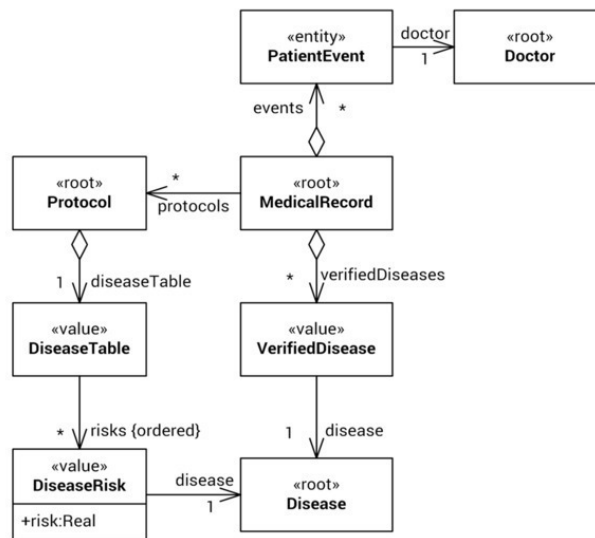 «entity»
PatientEvent
doctor
1
«root»
Doctor
events
*
«root»
Protocol
*
protocols
«root»
MedicalRecord
1
diseaseTable
*
verifiedDiseases
«value»
DiseaseTable
«value»
VerifiedDisease
*
risks {ordered}
1
disease
«value»
DiseaseRisk
+risk:Real
disease
1
«root»
Disease